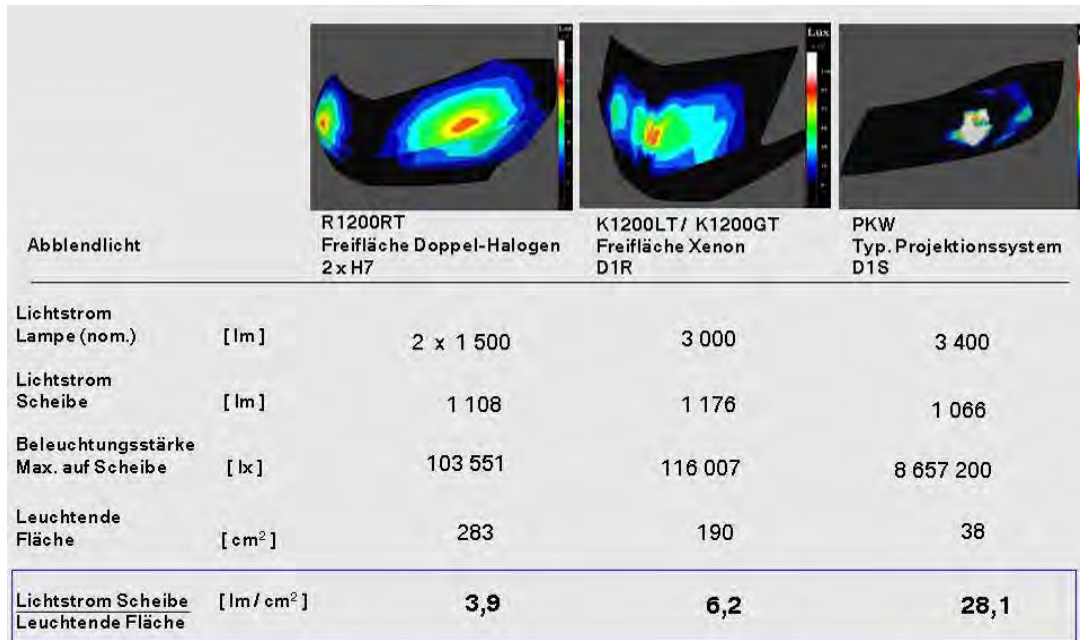 Lux
R1200RT
Freifläche Doppel-Halogen
2 x H7
K1200LT / K1200GT
Freifläche Xenon
D1R
PKW
Typ. Projektionssystem
D1S
Abblendlicht
Lichtstrom
Lampe (nom.) [lm] 2 x 1 500 3 000 3 400
Lichtstrom
Scheibe [lm] 1 108 1 176 1 066
Beleuchtungsstärke
Max. auf Scheibe [lx] 103 551 116 007 8 657 200
Leuchtende
Fläche [cm²] 283 190 38
Lichtstrom Scheibe [lm/cm²] 3,9 6,2 28,1
Leuchtende Fläche